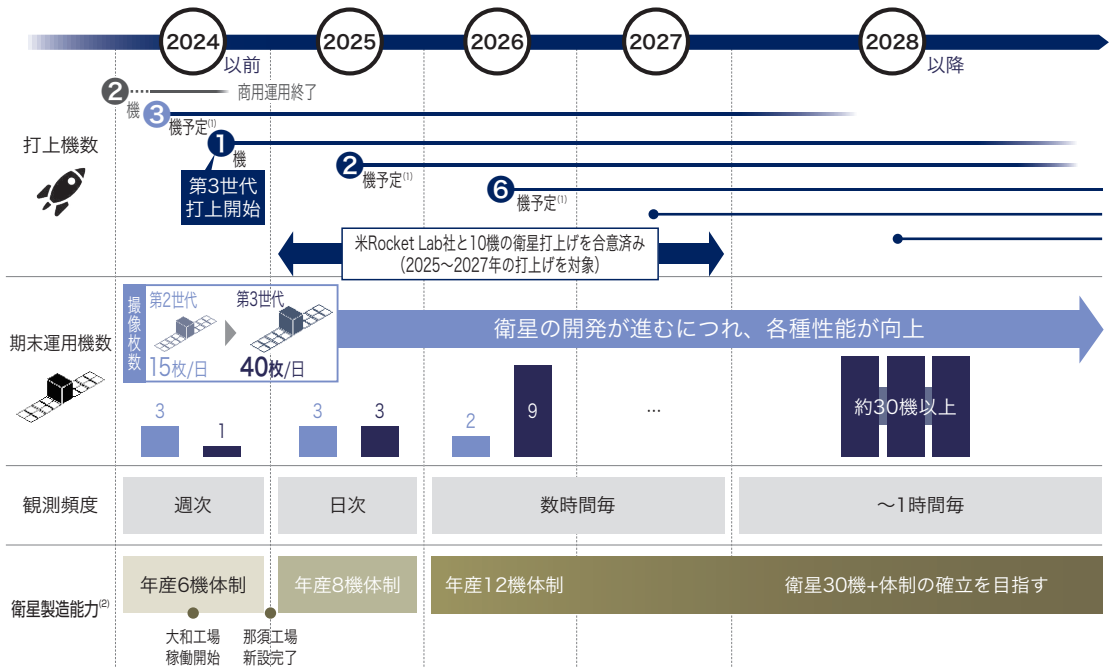 2024
以前
2025
2026
2027
2028
以降
打上機数
2
機
商用運用終了
3
機予定(1)
1
機
第3世代
打上開始
2
機予定(1)
6
機予定(1)
米Rocket Lab社と10機の衛星打上げを合意済み
(2025〜2027年の打上げを対象)
期末運用機数
撮像枚数
第2世代
第3世代
15枚/日
40枚/日
衛星の開発が進むにつれ、各種性能が向上
3
1
3
3
2
9
...
約30機以上
観測頻度
週次
日次
数時間毎
〜1時間毎
衛星製造能力(2)
年産6機体制
年産8機体制
年産12機体制
衛星30機+体制の確立を目指す
大和工場
稼働開始
那須工場
新設完了